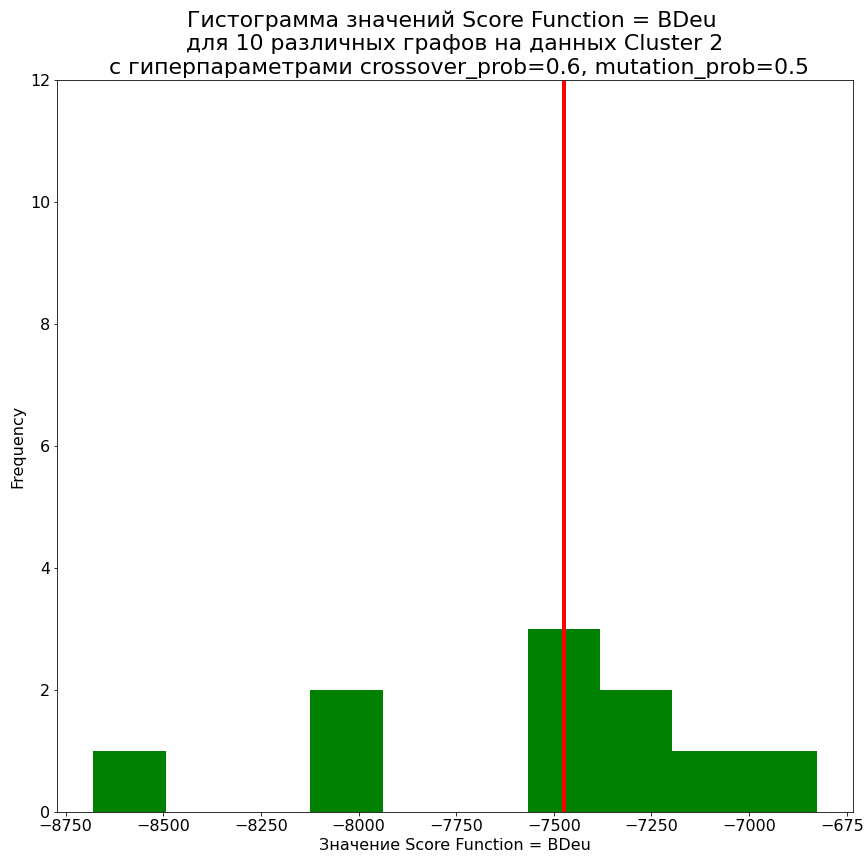 Гистограмма значений Score Function = BDeu
для 10 различных графов на данных Cluster 2
с гиперпараметрами crossover_prob=0.6, mutation_prob=0.5
12
10
8
6
4
2
0
Frequency
−8750 −8500 −8250 −8000 −7750 −7500 −7250 −7000 −675
Значение Score Function = BDeu